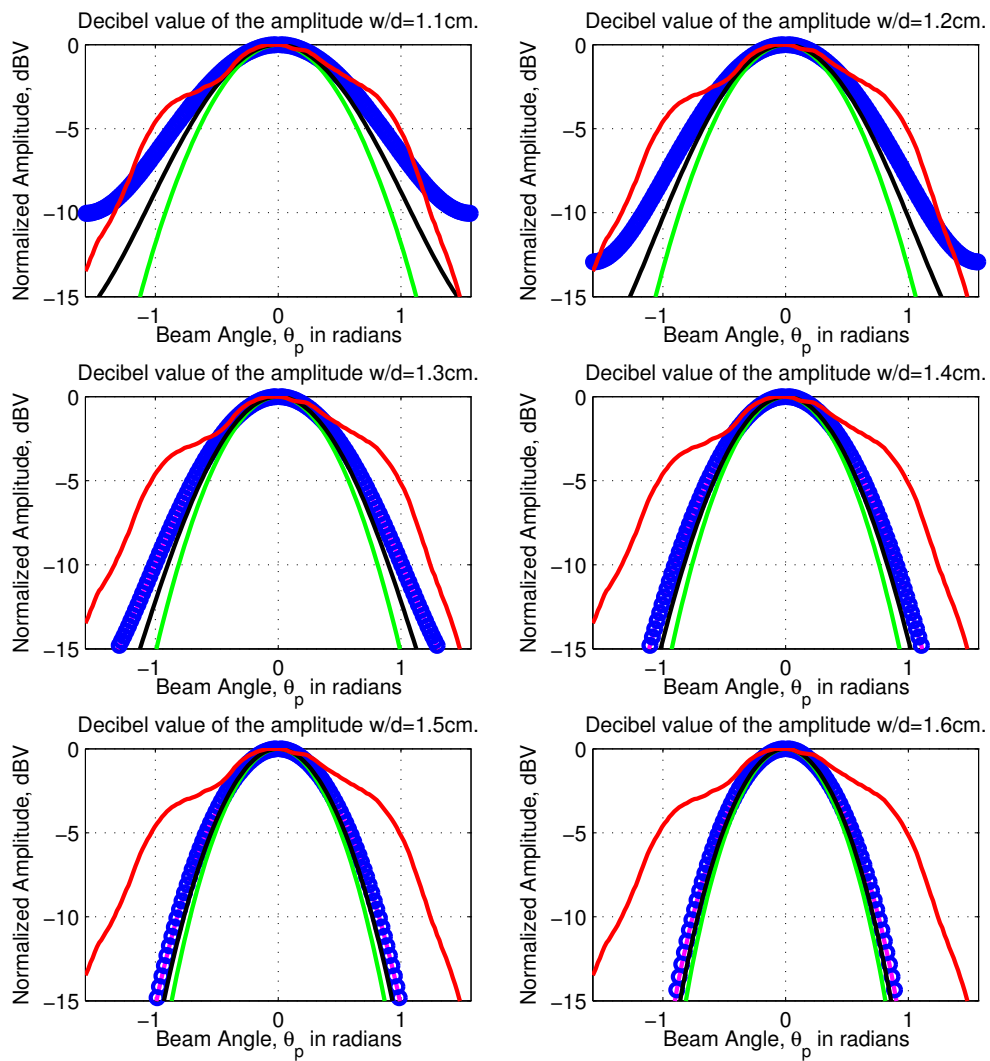 Decibel value of the amplitude w/d=1.1cm.
Normalized Amplitude, dBV
0
−5
−10
−15
−1
0
1
Beam Angle, θ_p in radians
Decibel value of the amplitude w/d=1.2cm.
Normalized Amplitude, dBV
0
−5
−10
−15
−1
0
1
Beam Angle, θ_p in radians
Decibel value of the amplitude w/d=1.3cm.
Normalized Amplitude, dBV
0
−5
−10
−15
−1
0
1
Beam Angle, θ_p in radians
Decibel value of the amplitude w/d=1.4cm.
Normalized Amplitude, dBV
0
−5
−10
−15
−1
0
1
Beam Angle, θ_p in radians
Decibel value of the amplitude w/d=1.5cm.
Normalized Amplitude, dBV
0
−5
−10
−15
−1
0
1
Beam Angle, θ_p in radians
Decibel value of the amplitude w/d=1.6cm.
Normalized Amplitude, dBV
0
−5
−10
−15
−1
0
1
Beam Angle, θ_p in radians